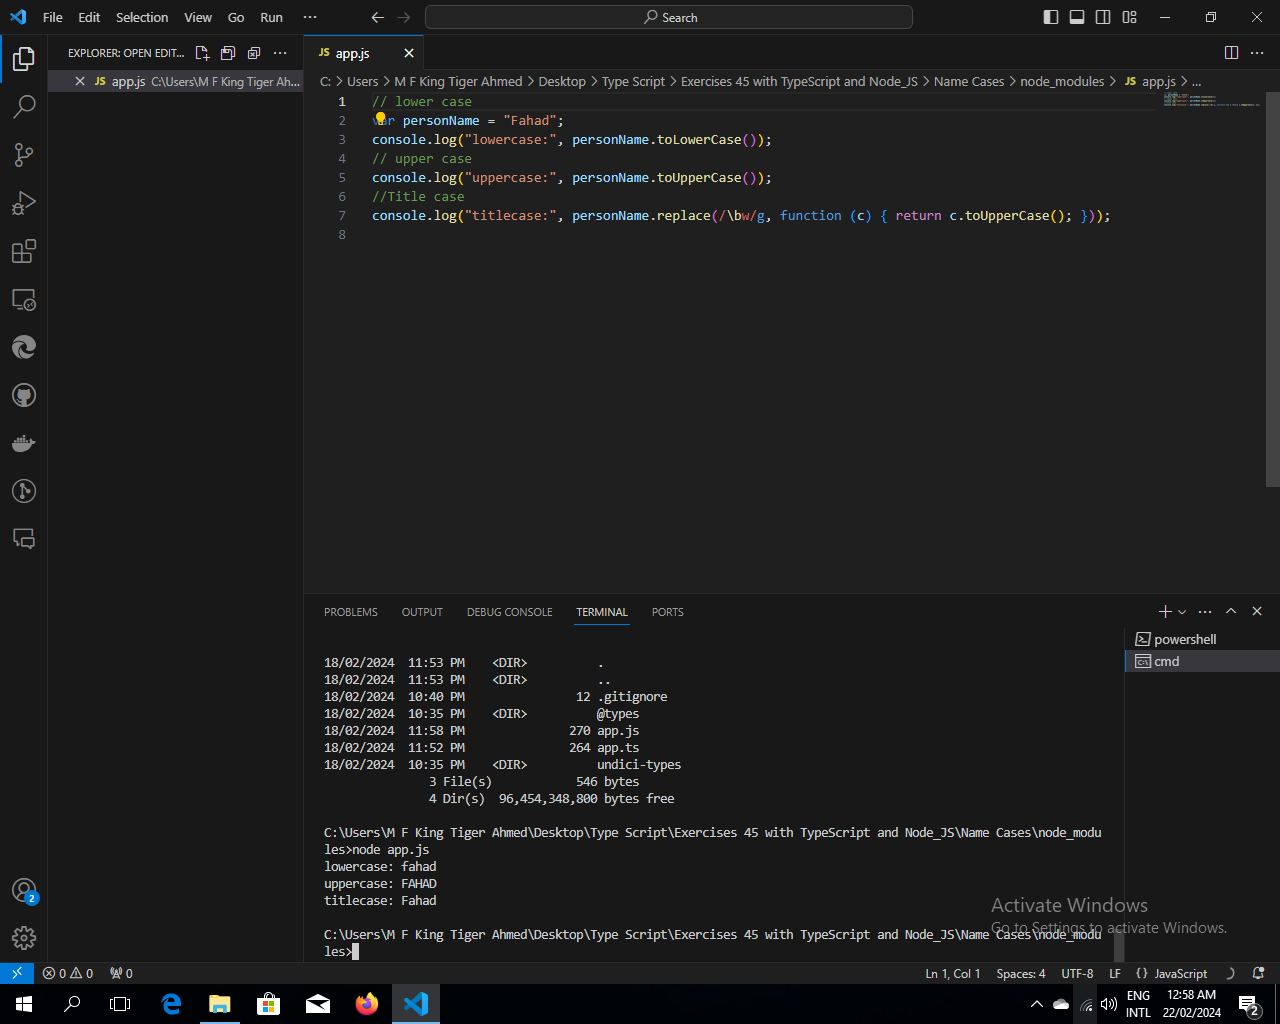 File Edit Selection View Go Run ··· Search
EXPLORER: OPEN EDIT... ···
JS app.js C:\Users\M F King Tiger Ah...
JS app.js
C: > Users > M F King Tiger Ahmed > Desktop > Type Script > Exercises 45 with TypeScript and Node_JS > Name Cases > node_modules > JS app.js > ...
1 // lower case
2 var personName = "Fahad";
3 console.log("lowercase:", personName.toLowerCase());
4 // upper case
5 console.log("uppercase:", personName.toUpperCase());
6 //Title case
7 console.log("titlecase:", personName.replace(/\bw/g, function (c) { return c.toUpperCase(); }));
8
PROBLEMS OUTPUT DEBUG CONSOLE TERMINAL PORTS
powershell
cmd
18/02/2024 11:53 PM <DIR> .
18/02/2024 11:53 PM <DIR> ..
18/02/2024 10:40 PM 12 .gitignore
18/02/2024 10:35 PM <DIR> @types
18/02/2024 11:58 PM 270 app.js
18/02/2024 11:52 PM 264 app.ts
18/02/2024 10:35 PM <DIR> undici-types
3 File(s) 546 bytes
4 Dir(s) 96,454,348,800 bytes free
C:\Users\M F King Tiger Ahmed\Desktop\Type Script\Exercises 45 with TypeScript and Node_JS\Name Cases\node_modu
les>node app.js
lowercase: fahad
uppercase: FAHAD
titlecase: Fahad
C:\Users\M F King Tiger Ahmed\Desktop\Type Script\Exercises 45 with TypeScript and Node_JS\Name Cases\node_modu
les>
Activate Windows
Go to Settings to activate Windows.
2
0 0 0 Ln 1, Col 1 Spaces: 4 UTF-8 LF {} JavaScript
ENG 12:58 AM
INTL 22/02/2024 2